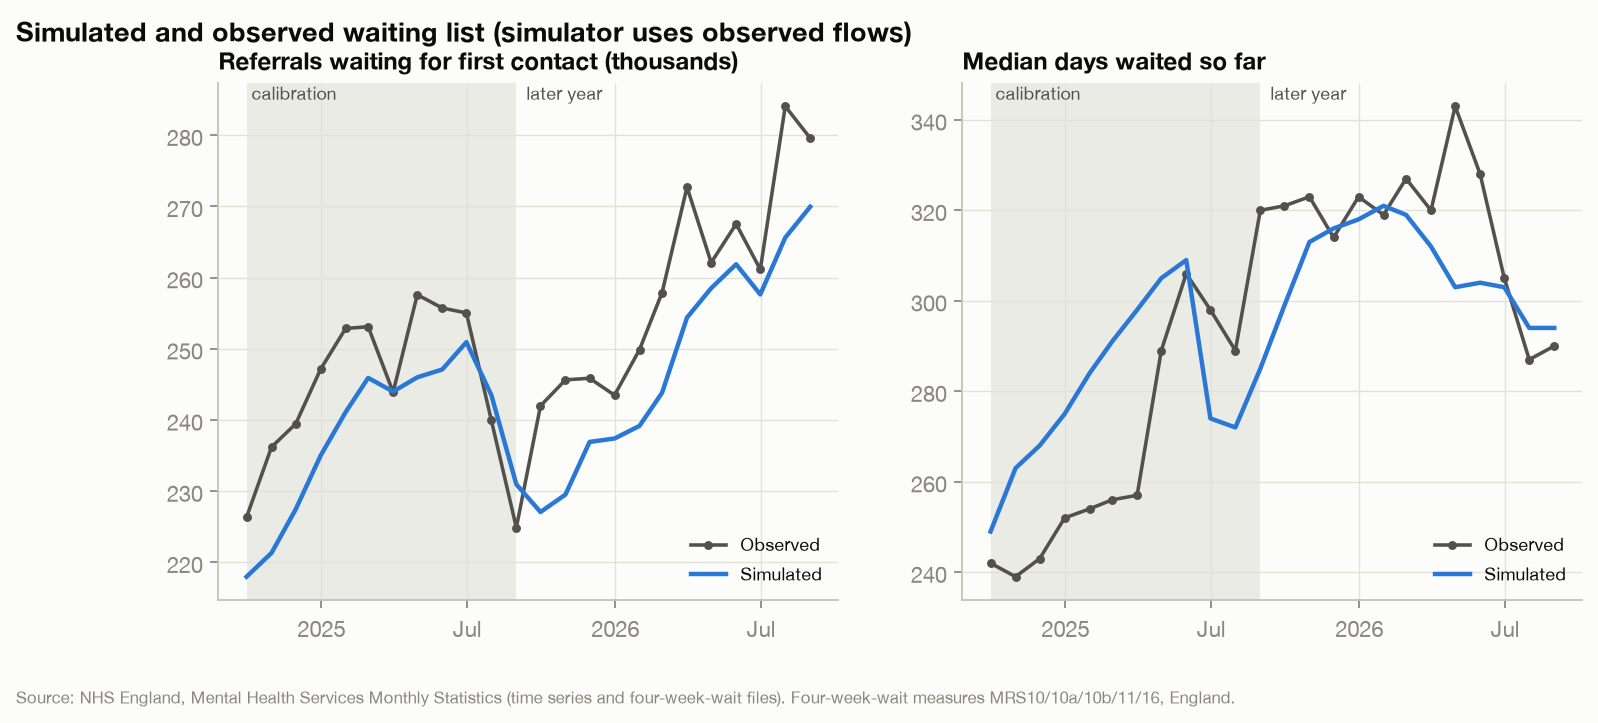 Simulated and observed waiting list (simulator uses observed flows)
Referrals waiting for first contact (thousands)
calibration
later year
280
270
260
250
240
230
220
Observed
Simulated
2025
Jul
2026
Jul
Median days waited so far
calibration
later year
340
320
300
280
260
240
Observed
Simulated
2025
Jul
2026
Jul
Source: NHS England, Mental Health Services Monthly Statistics (time series and four-week-wait files). Four-week-wait measures MRS10/10a/10b/11/16, England.